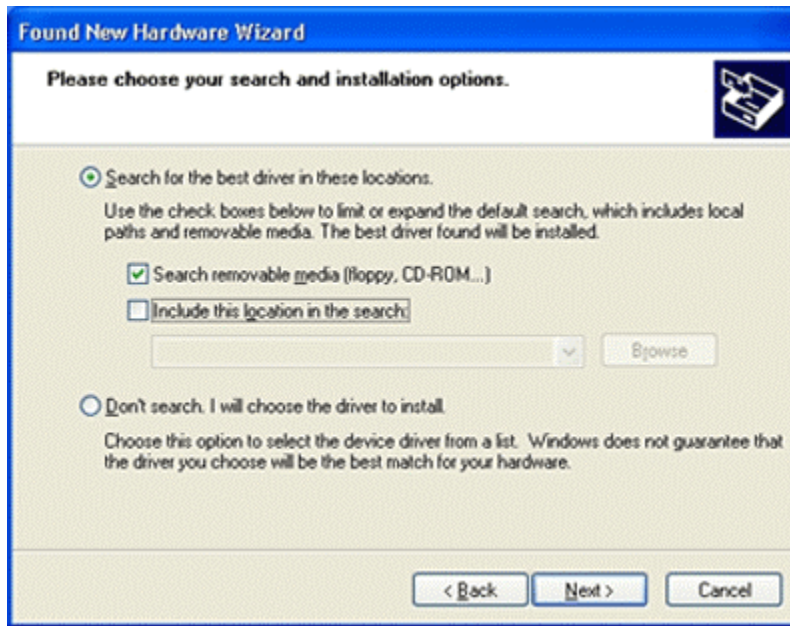 Found New Hardware Wizard
Please choose your search and installation options.
Search for the best driver in these locations.
Use the check boxes below to limit or expand the default search, which includes local
paths and removable media. The best driver found will be installed.
Search removable media (floppy, CD-ROM...)
Include this location in the search:
Browse
Don't search. I will choose the driver to install.
Choose this option to select the device driver from a list. Windows does not guarantee that
the driver you choose will be the best match for your hardware.
< Back
Next >
Cancel